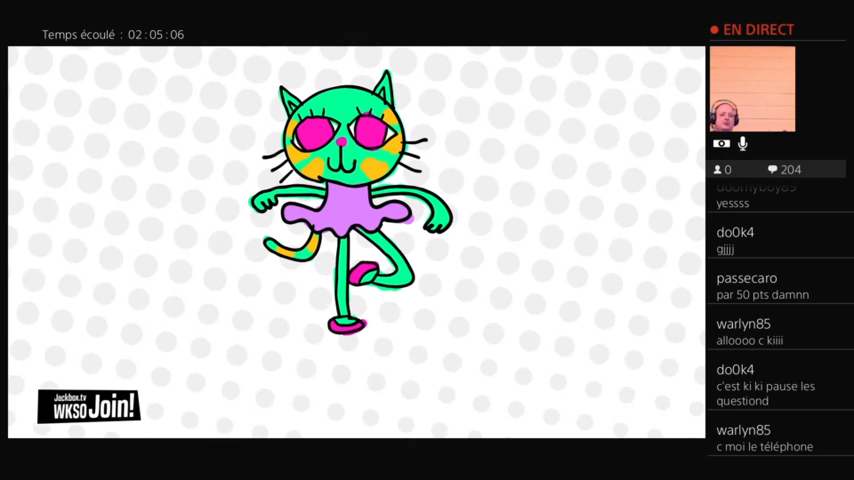 Temps écoulé : 02:05:06
EN DIRECT
0
204
doomyboy89
yessss
do0k4
gjjjj
passecaro
par 50 pts damnn
warlyn85
alloooo c kiiii
do0k4
c'est ki ki pause les
questiond
warlyn85
c moi le téléphone
Jackbox.tv
WKSO Join!